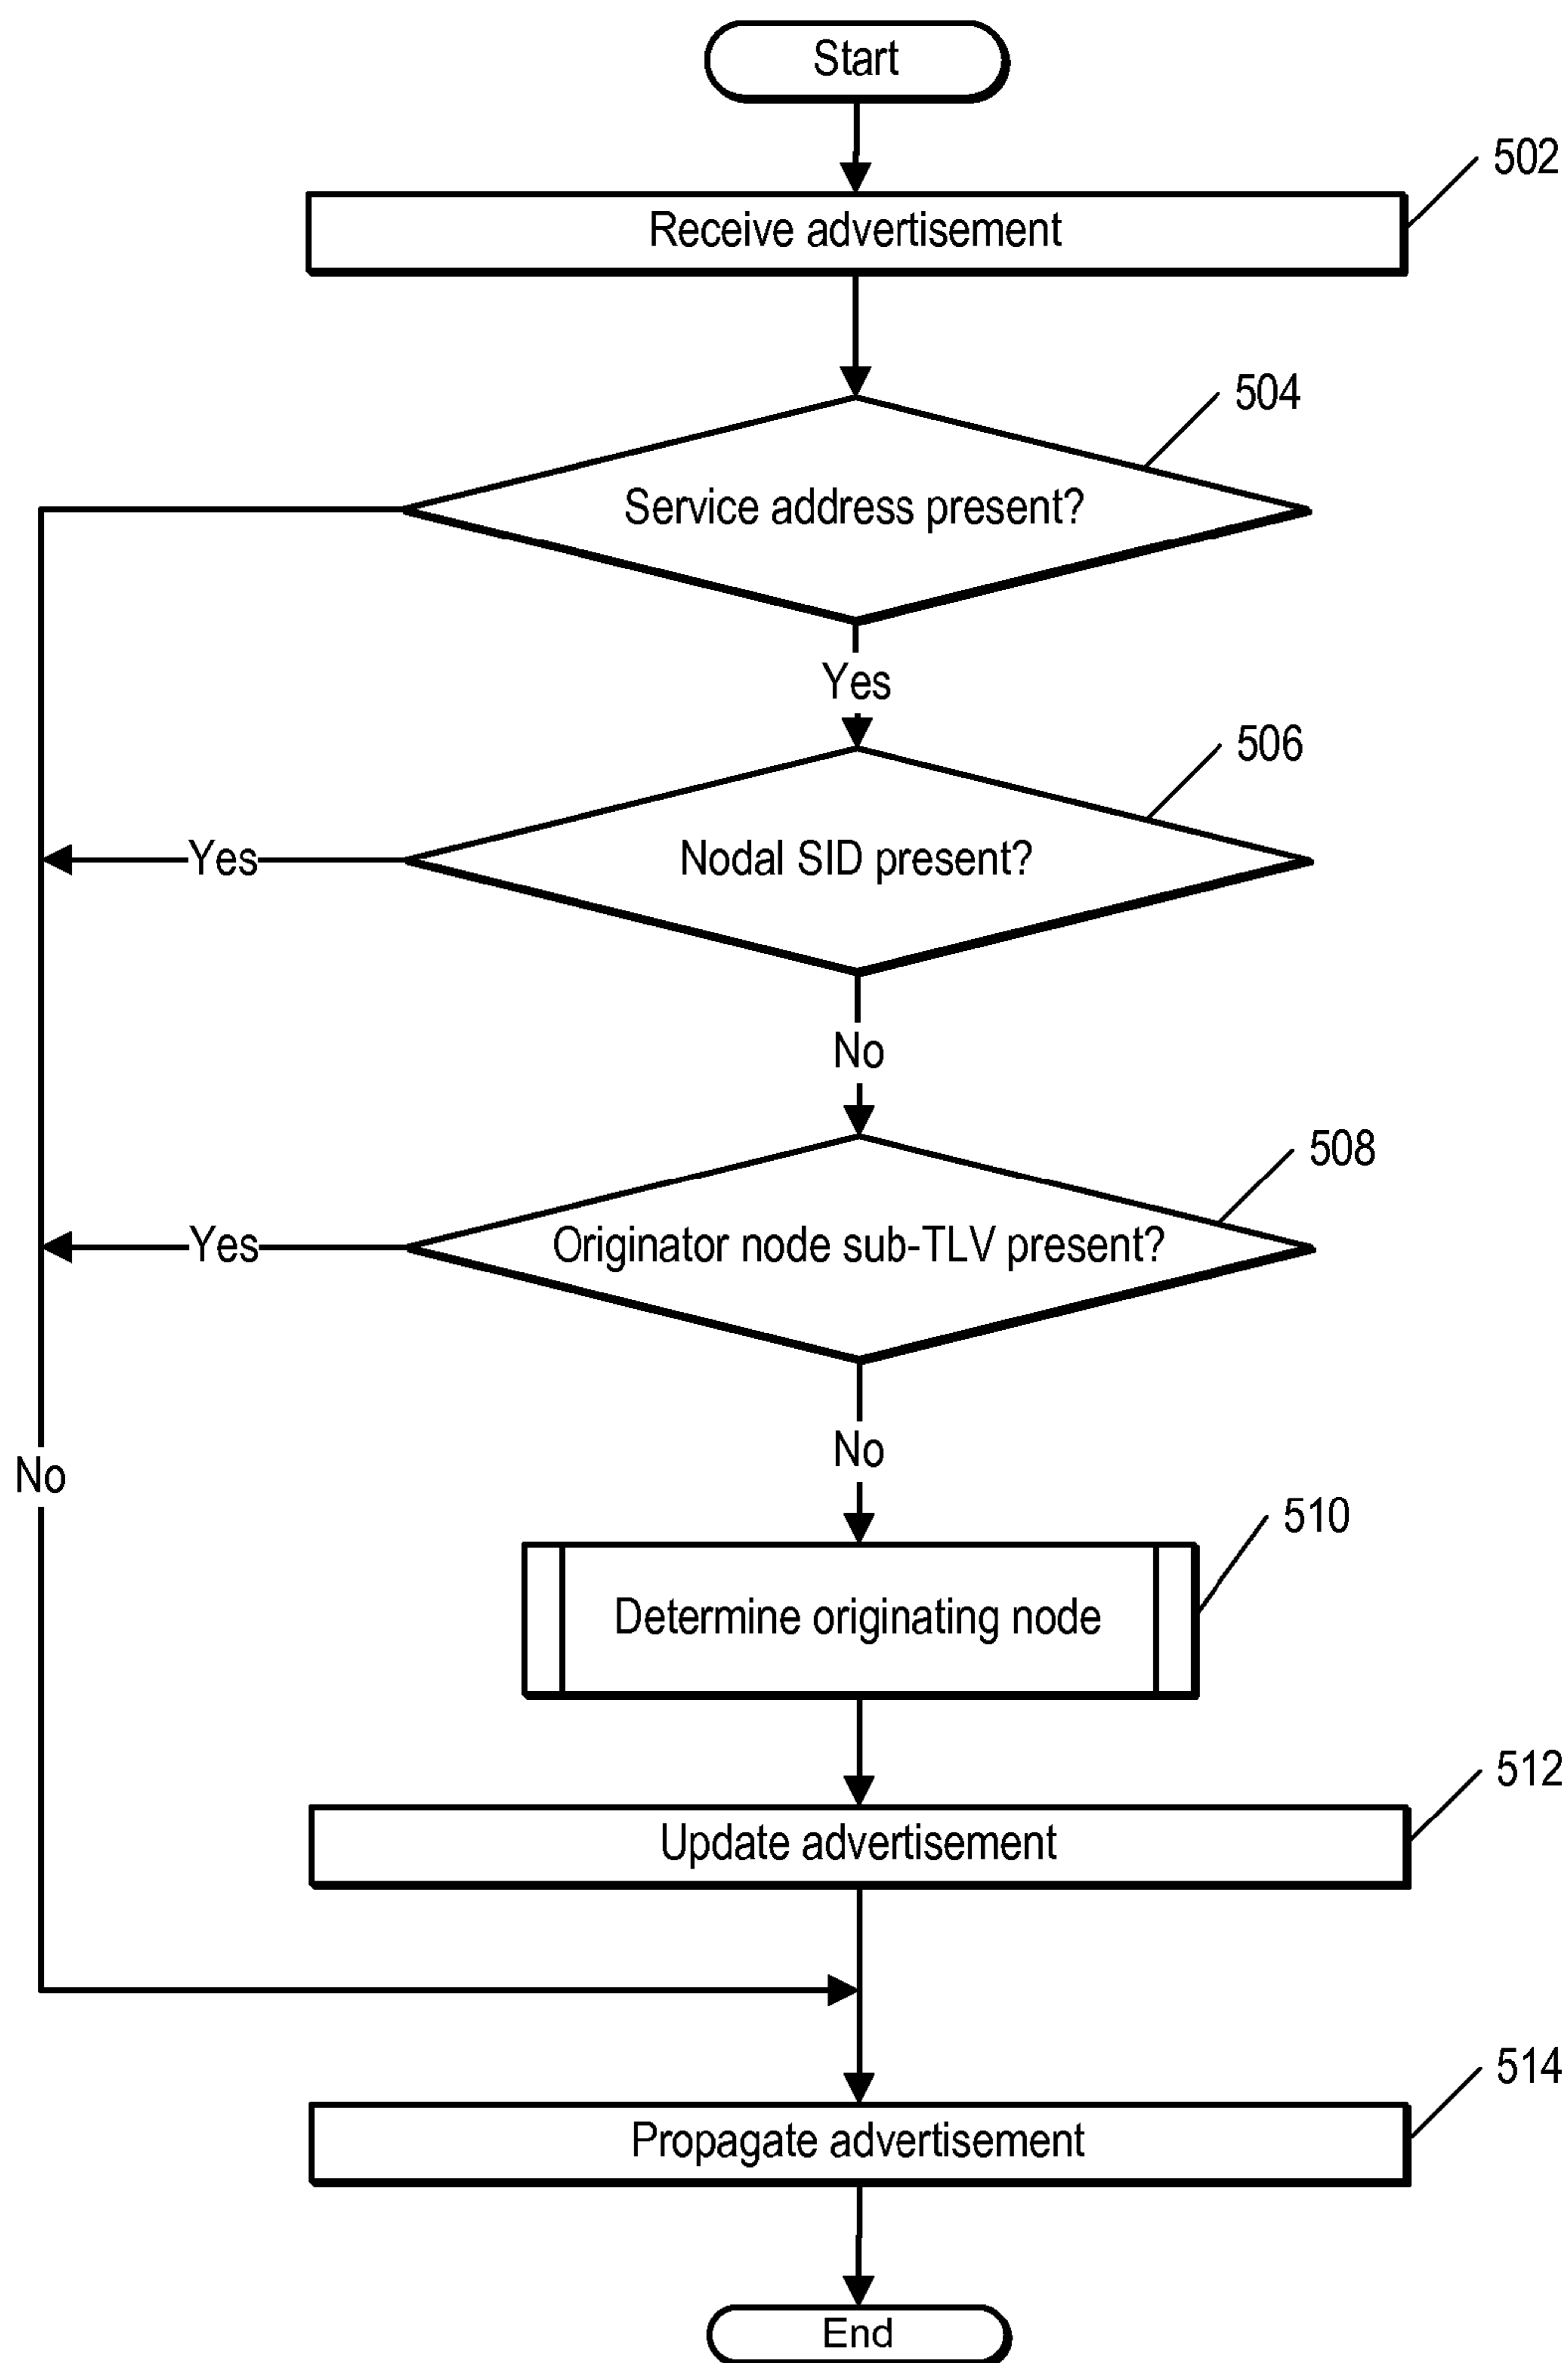 Start
502
Receive advertisement
504
Service address present?
Yes
506
Nodal SID present?
Yes
No
508
Originator node sub-TLV present?
Yes
No
No
510
Determine originating node
512
Update advertisement
514
Propagate advertisement
End